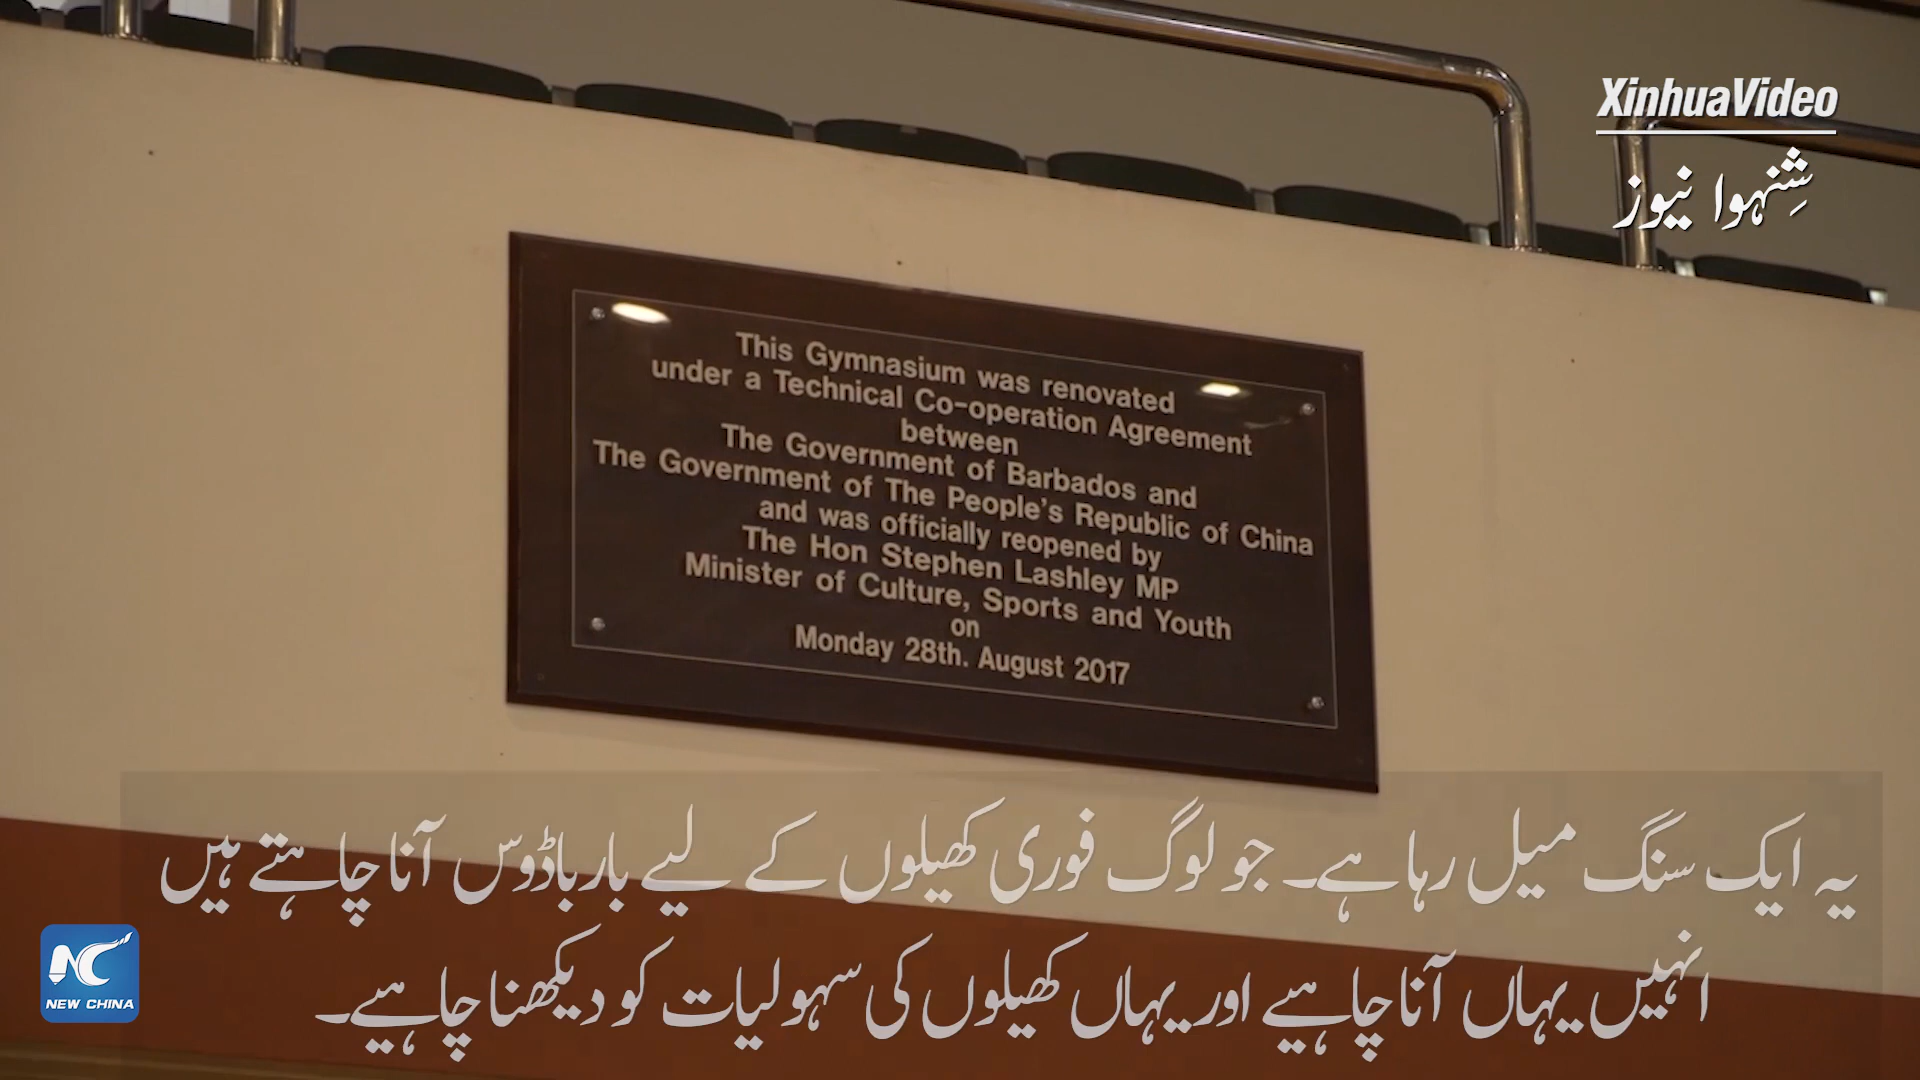 XinhuaVideo
شِنہوا نیوز
This Gymnasium was renovated
under a Technical Co-operation Agreement
between
The Government of Barbados and
The Government of The People's Republic of China
and was officially reopened by
The Hon Stephen Lashley MP
Minister of Culture, Sports and Youth
on
Monday 28th. August 2017
یہ ایک سنگ میل رہا ہے۔ جو لوگ فوری کھیلوں کے لیے بارباڈوس آنا چاہتے ہیں
انہیں یہاں آنا چاہیے اور یہاں کھیلوں کی سہولیات کو دیکھنا چاہیے۔
NEW CHINA